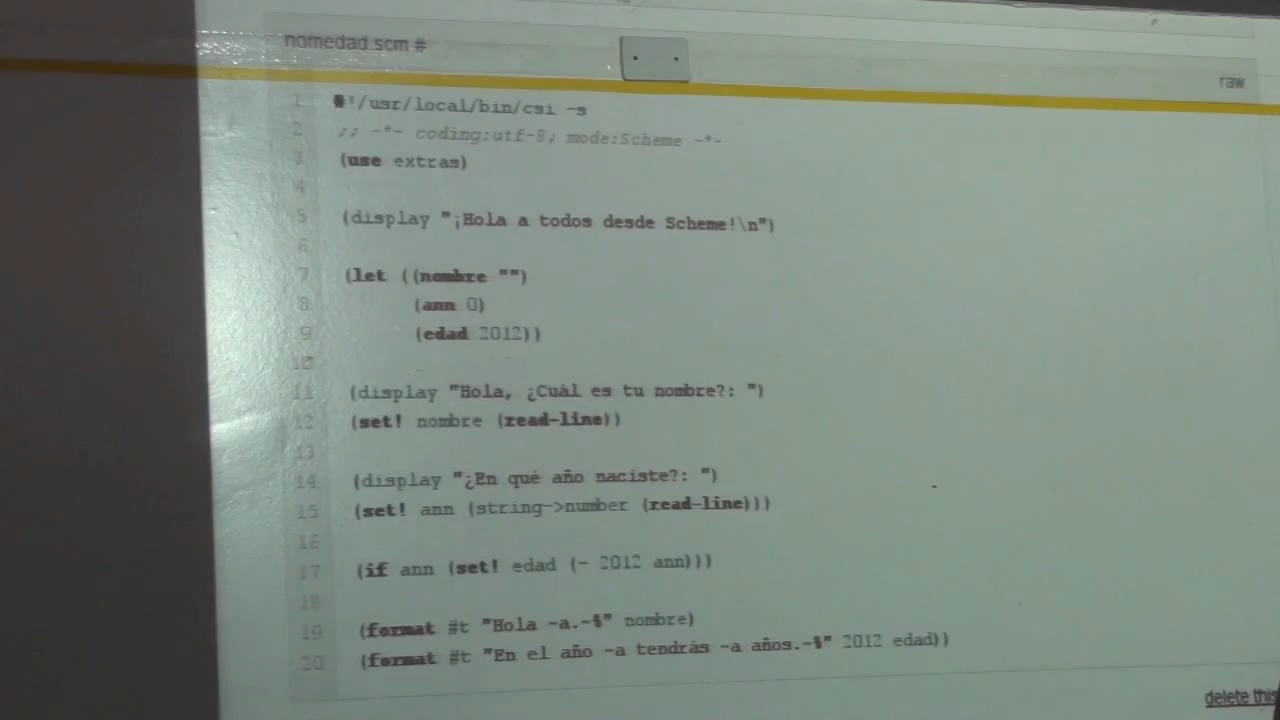 nomedad.scm #
raw
1 #!/usr/local/bin/csi -s
2 ;; -*- coding:utf-8; mode:Scheme -*-
3 (use extras)
4
5 (display "¡Hola a todos desde Scheme!\n")
6
7 (let ((nombre "")
8 (ann 0)
9 (edad 2012))
10
11 (display "Hola, ¿Cuál es tu nombre?: ")
12 (set! nombre (read-line))
13
14 (display "¿En qué año naciste?: ")
15 (set! ann (string->number (read-line)))
16
17 (if ann (set! edad (- 2012 ann)))
18
19 (format #t "Hola ~a.~%" nombre)
20 (format #t "En el año ~a tendrás ~a años.~%" 2012 edad))
delete this